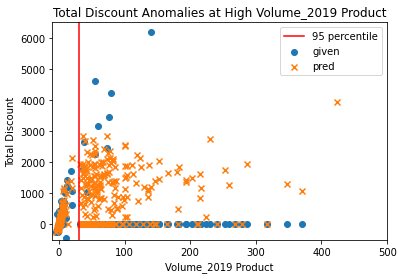 Total Discount Anomalies at High Volume_2019 Product
95 percentile
given
pred
Total Discount
6000
5000
4000
3000
2000
1000
0
0 100 200 300 400 500
Volume_2019 Product